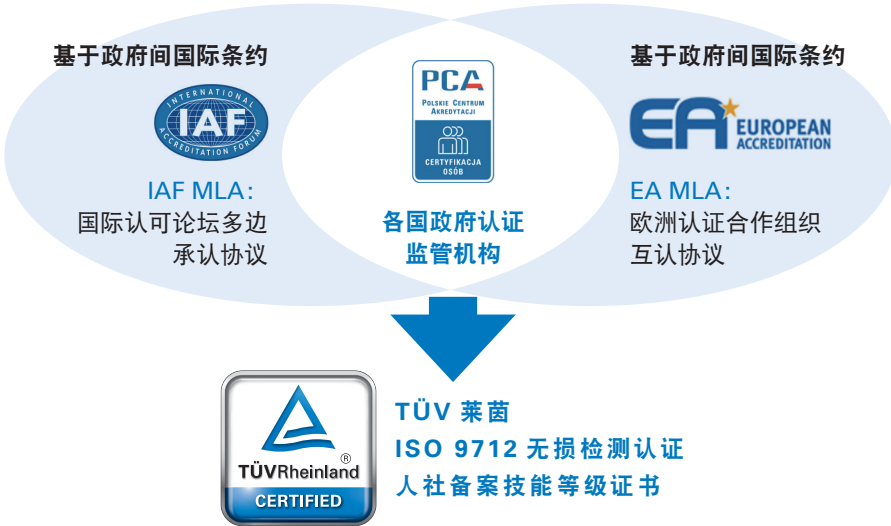 基于政府间国际条约
INTERNATIONAL
IAF
ACCREDITATION FORUM
IAF MLA:
国际认可论坛多边
承认协议
PCA
POLSKIE CENTRUM
AKREDYTACJI
CERTYFIKACJA
OSÓB
各国政府认证
监管机构
基于政府间国际条约
EA EUROPEAN
ACCREDITATION
EA MLA:
欧洲认证合作组织
互认协议
TÜVRheinland®
CERTIFIED
TÜV 莱茵
ISO 9712 无损检测认证
人社备案技能等级证书